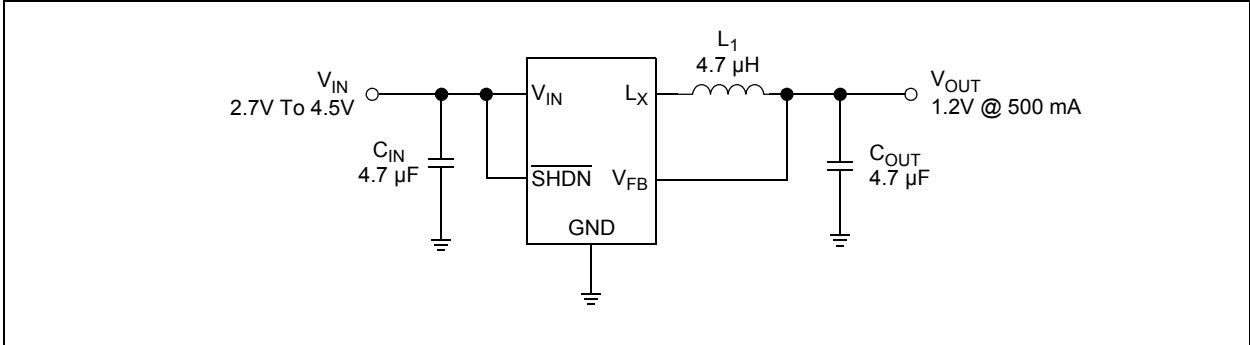 V_IN
2.7V To 4.5V
C_IN
4.7 µF
V_IN
SHDN
GND
L_X
V_FB
L_1
4.7 µH
V_OUT
1.2V @ 500 mA
C_OUT
4.7 µF